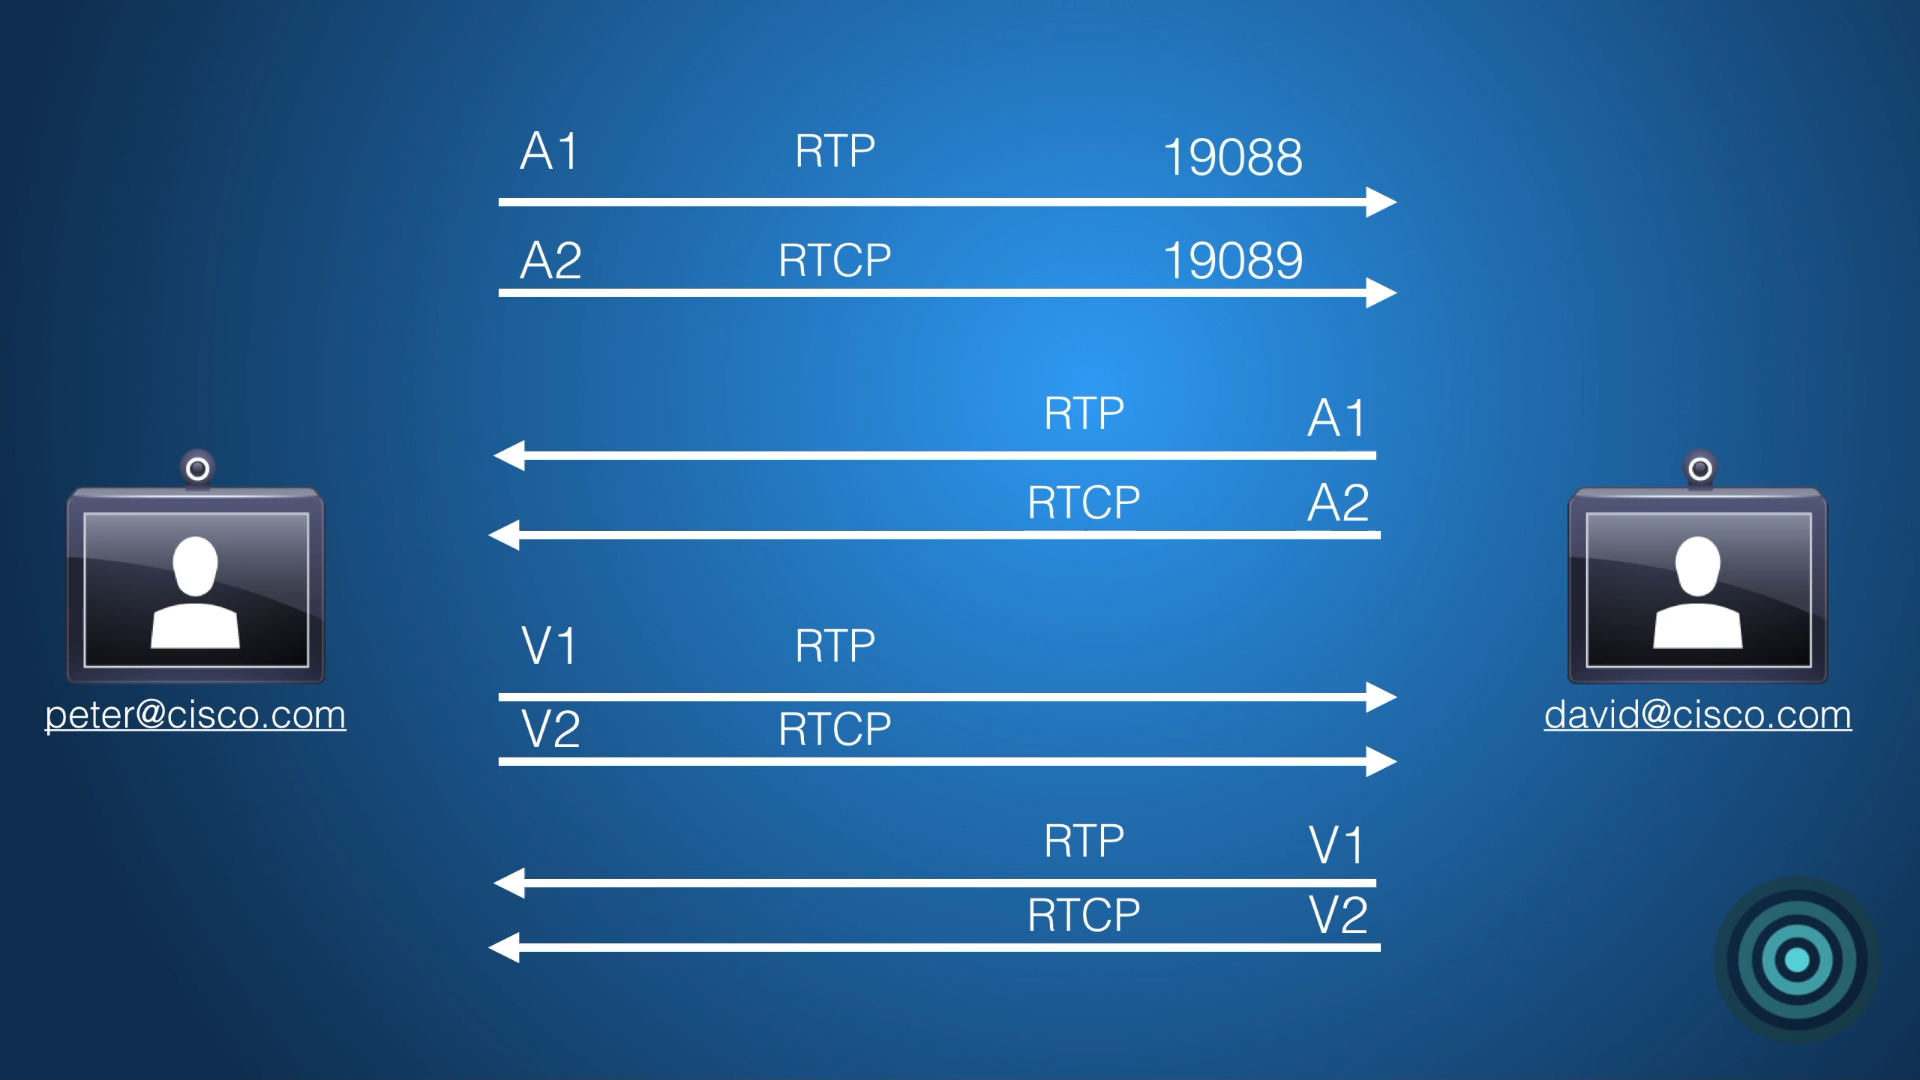 A1 RTP 19088
A2 RTCP 19089
RTP A1
RTCP A2
V1 RTP
peter@cisco.com david@cisco.com
V2 RTCP
RTP V1
RTCP V2